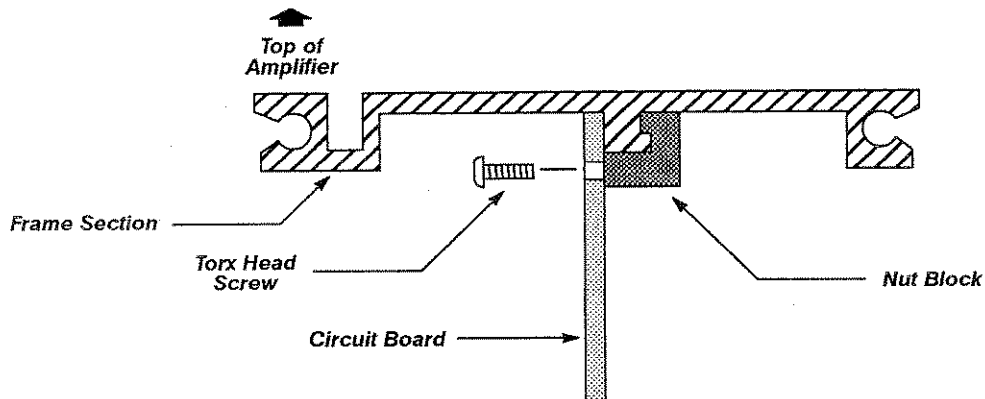 Top of
Amplifier
Frame Section
Torx Head
Screw
Nut Block
Circuit Board